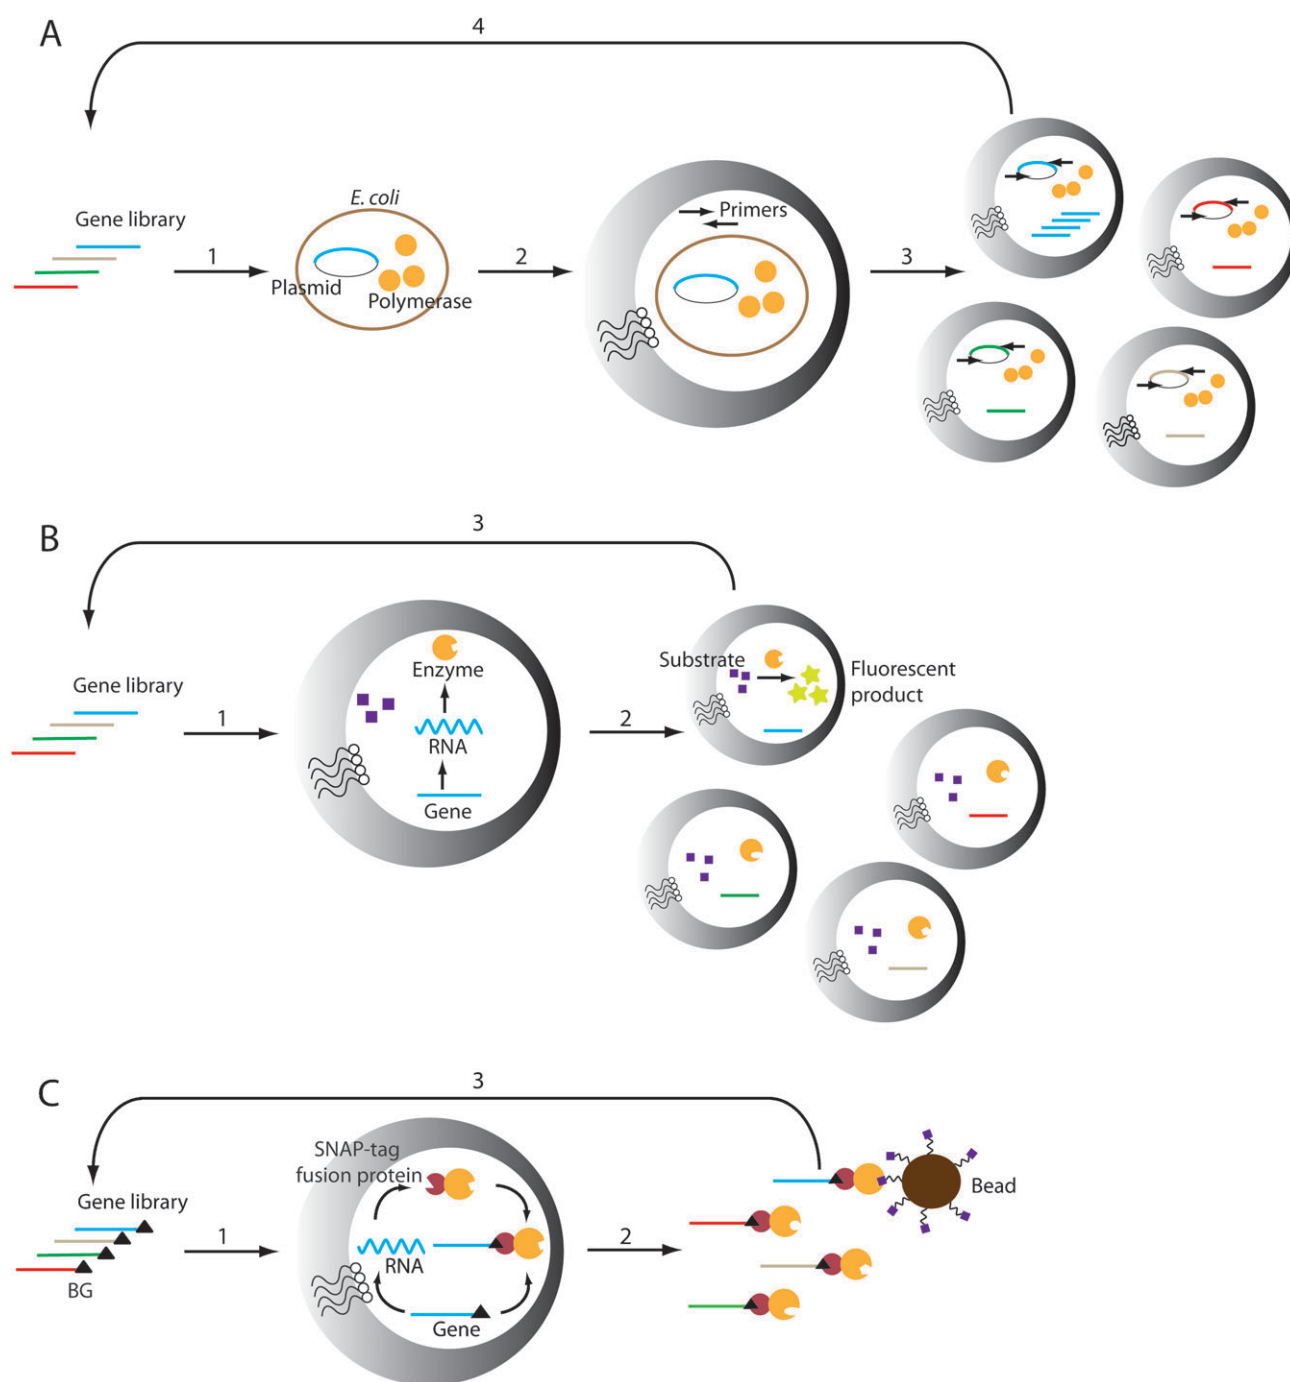 A
4
Gene library
1
E. coli
Plasmid
Polymerase
2
Primers
3
B
3
Gene library
1
Enzyme
RNA
Gene
2
Substrate
Fluorescent
product
C
3
Gene library
BG
1
SNAP-tag
fusion protein
RNA
Gene
2
Bead